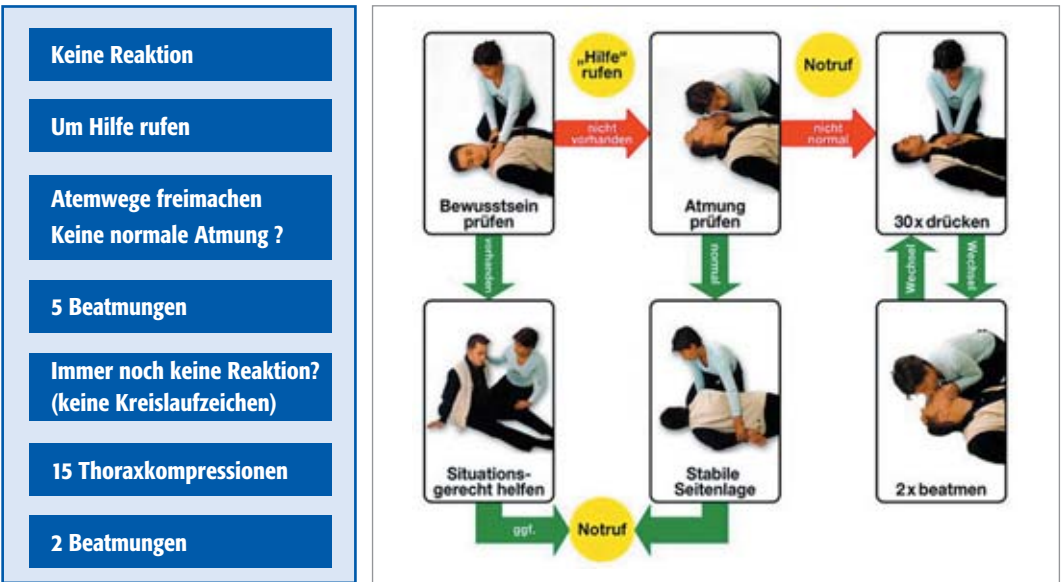 Keine Reaktion
Um Hilfe rufen
Atemwege freimachen
Keine normale Atmung ?
5 Beatmungen
Immer noch keine Reaktion?
(keine Kreislaufzeichen)
15 Thoraxkompressionen
2 Beatmungen
„Hilfe“
rufen
Notruf
nicht
vorhanden
nicht
normal
Bewusstsein
prüfen
Atmung
prüfen
30x drücken
vorhanden
normal
Wechsel
Wechsel
Situations-
gerecht helfen
Stabile
Seitenlage
2x beatmen
ggf.
Notruf